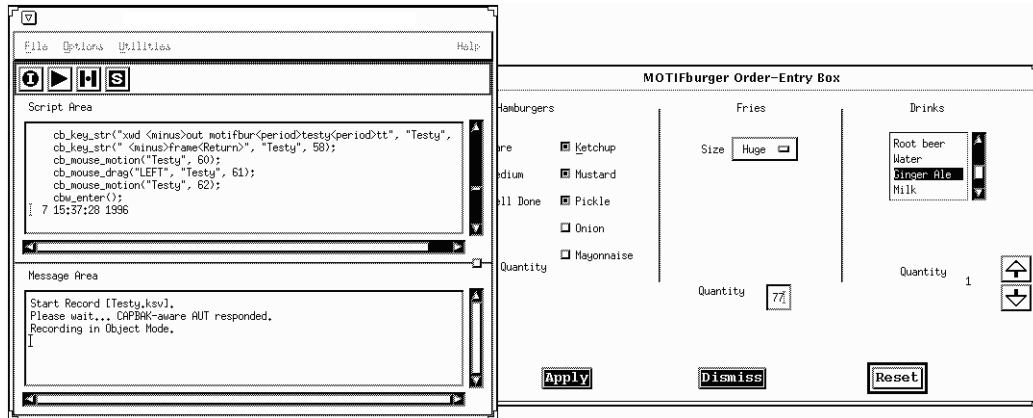 File Options Utilities Help
Script Area
cb_key_str("xwd <minus>out motifbur<period>testy<period>tt", "Testy",
cb_key_str(" <minus>frame<Return>", "Testy", 58);
cb_mouse_motion("Testy", 60);
cb_mouse_drag("LEFT", "Testy", 61);
cb_mouse_motion("Testy", 62);
cbw_enter();
7 15:37:28 1996
Message Area
Start Record [Testy.ksv].
Please wait... CAPBAK-aware AUT responded.
Recording in Object Mode.
MOTIFburger Order-Entry Box
Hamburgers Fries Drinks
are Ketchup
edium Mustard
ell Done Pickle
Onion
Mayonnaise
Quantity
Size Huge
Quantity 77
Root beer
Water
Ginger Ale
Milk
Quantity 1
Apply Dismiss Reset